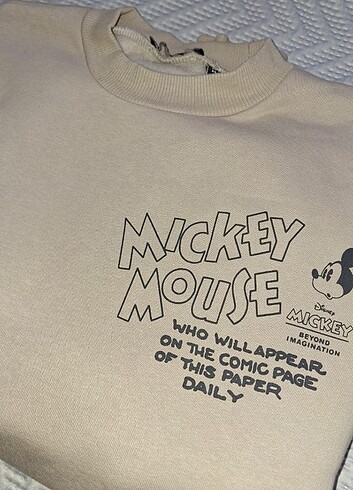 MICKEY
MOUSE
WHO WILL APPEAR
ON THE COMIC PAGE
OF THIS PAPER
DAILY
Disney
MICKEY
BEYOND
IMAGINATION